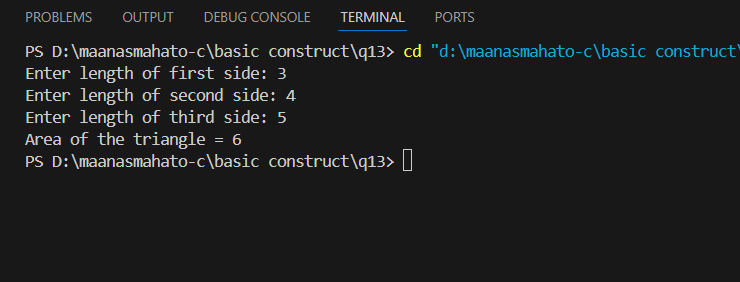 PROBLEMS OUTPUT DEBUG CONSOLE TERMINAL PORTS
PS D:\maanasmahato-c\basic construct\q13> cd "d:\maanasmahato-c\basic construct\
Enter length of first side: 3
Enter length of second side: 4
Enter length of third side: 5
Area of the triangle = 6
PS D:\maanasmahato-c\basic construct\q13>